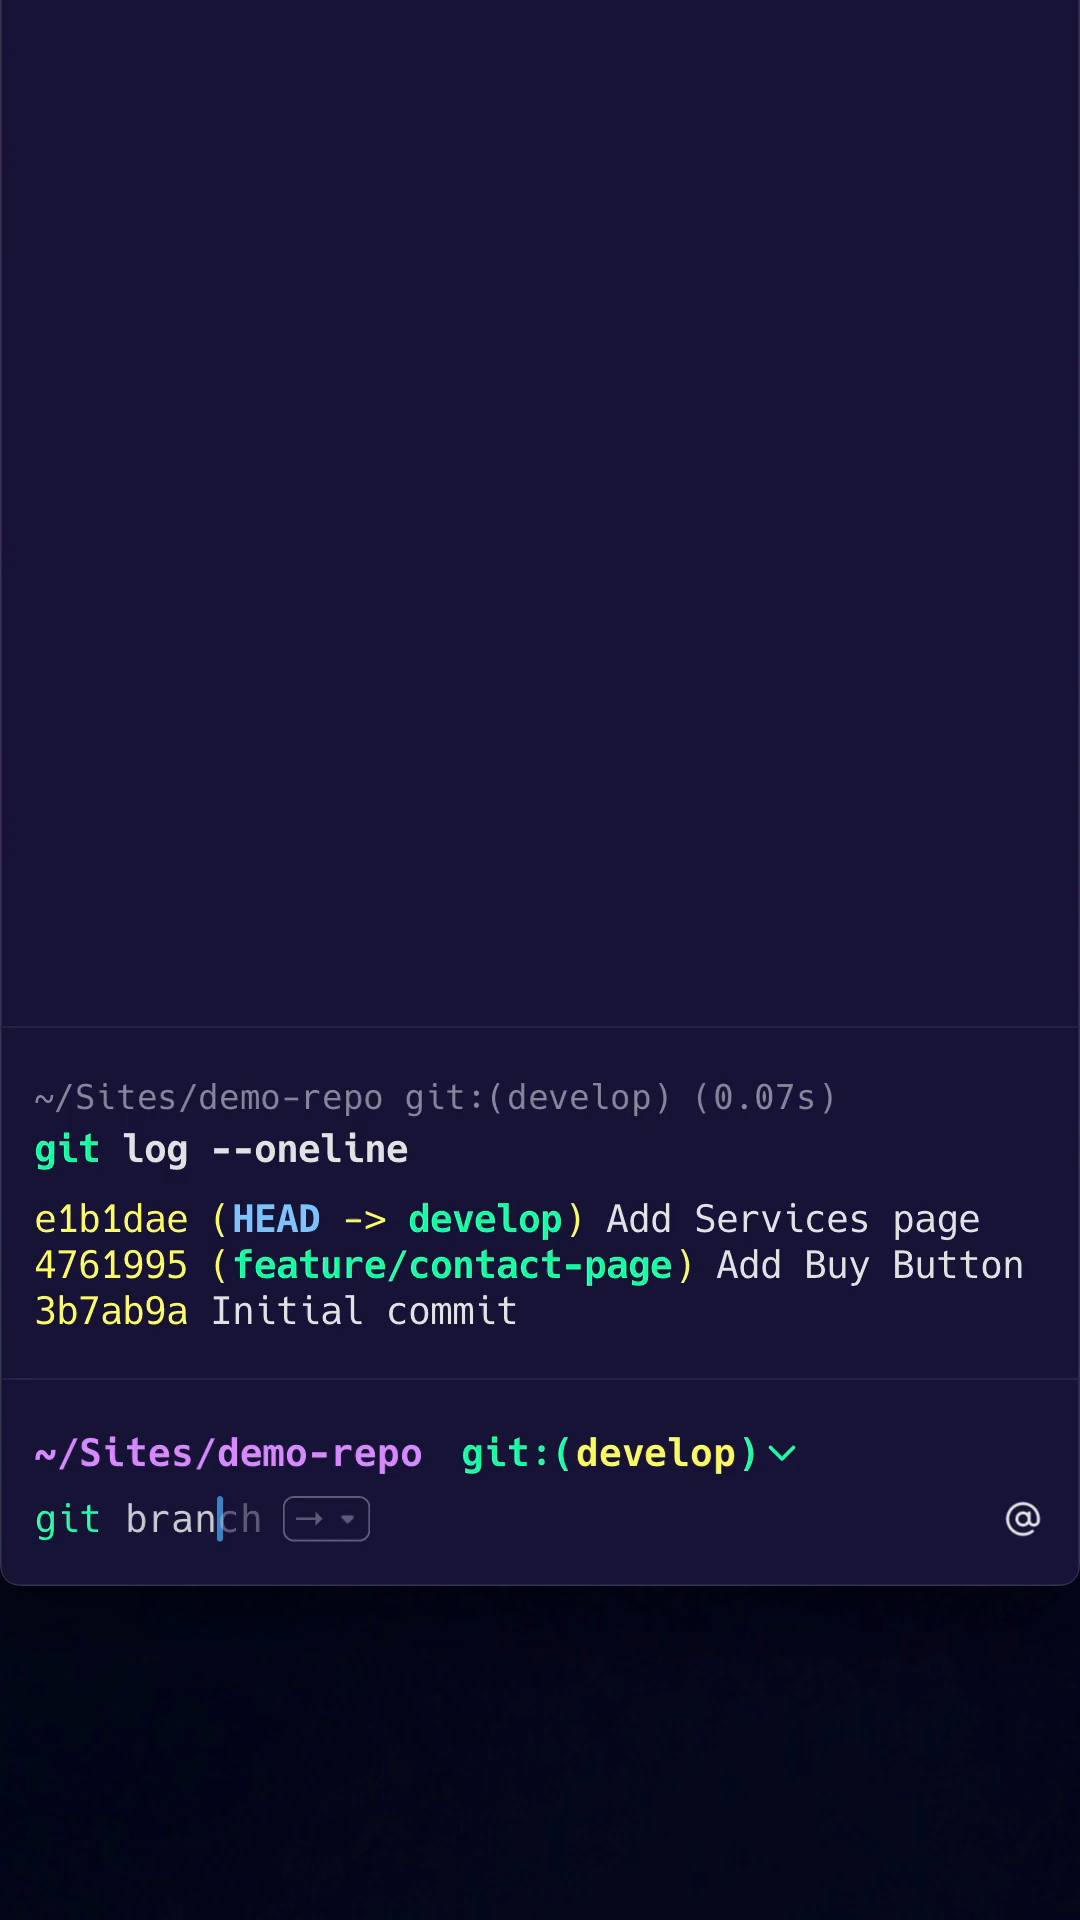 ~/Sites/demo-repo git:(develop) (0.07s)
git log --oneline
e1b1dae (HEAD -> develop) Add Services page
4761995 (feature/contact-page) Add Buy Button
3b7ab9a Initial commit
~/Sites/demo-repo git:(develop)
git branch
@